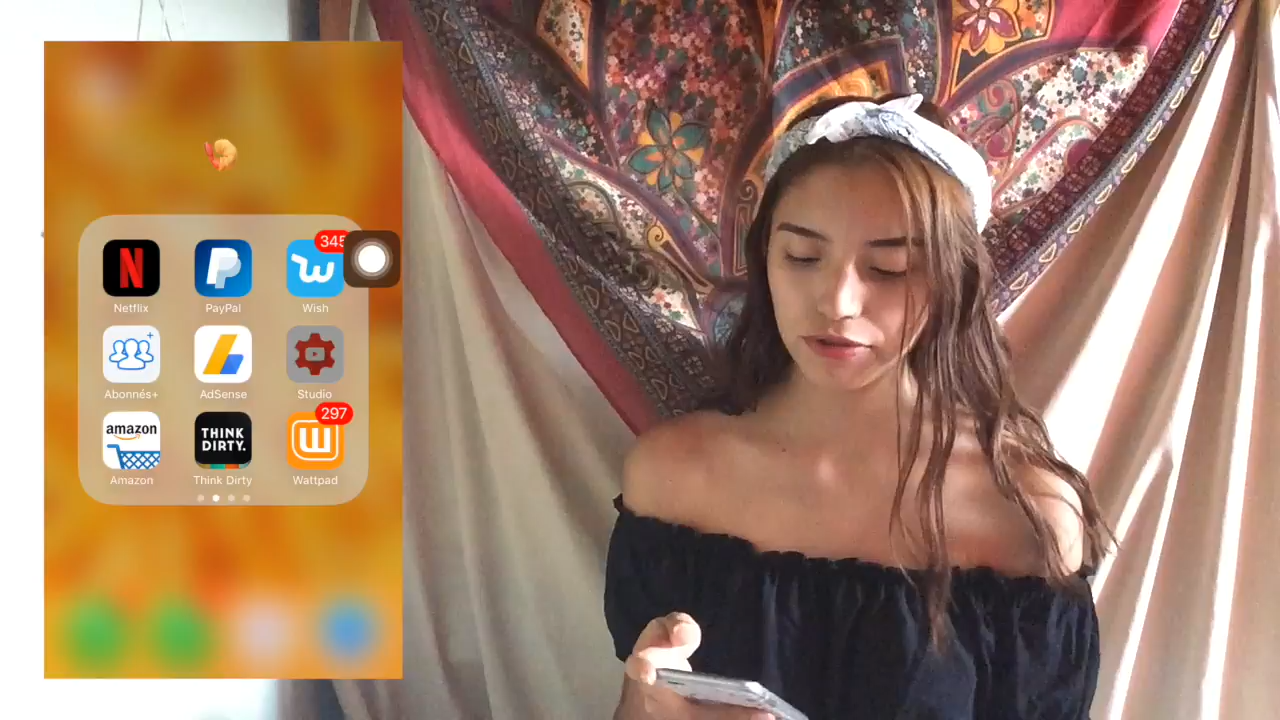 345
N
Netflix
PayPal
Wish
Abonnés+
AdSense
Studio
297
amazon
THINK
DIRTY.
Amazon
Think Dirty
Wattpad